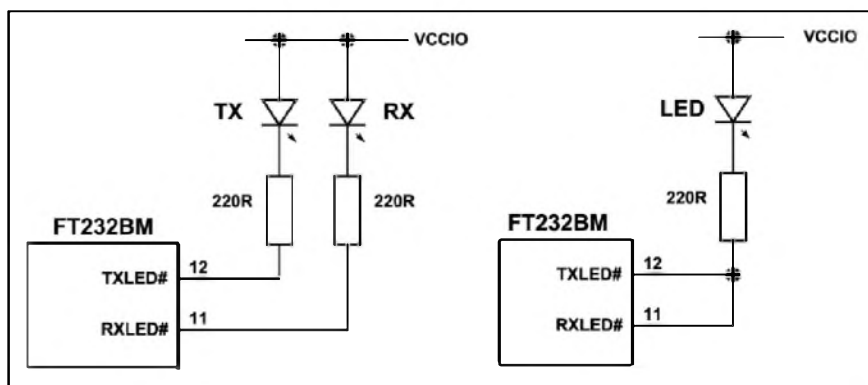 VCCIO
TX
RX
220R
220R
FT232BM
TXLED#
12
RXLED#
11
VCCIO
LED
220R
FT232BM
TXLED#
12
RXLED#
11